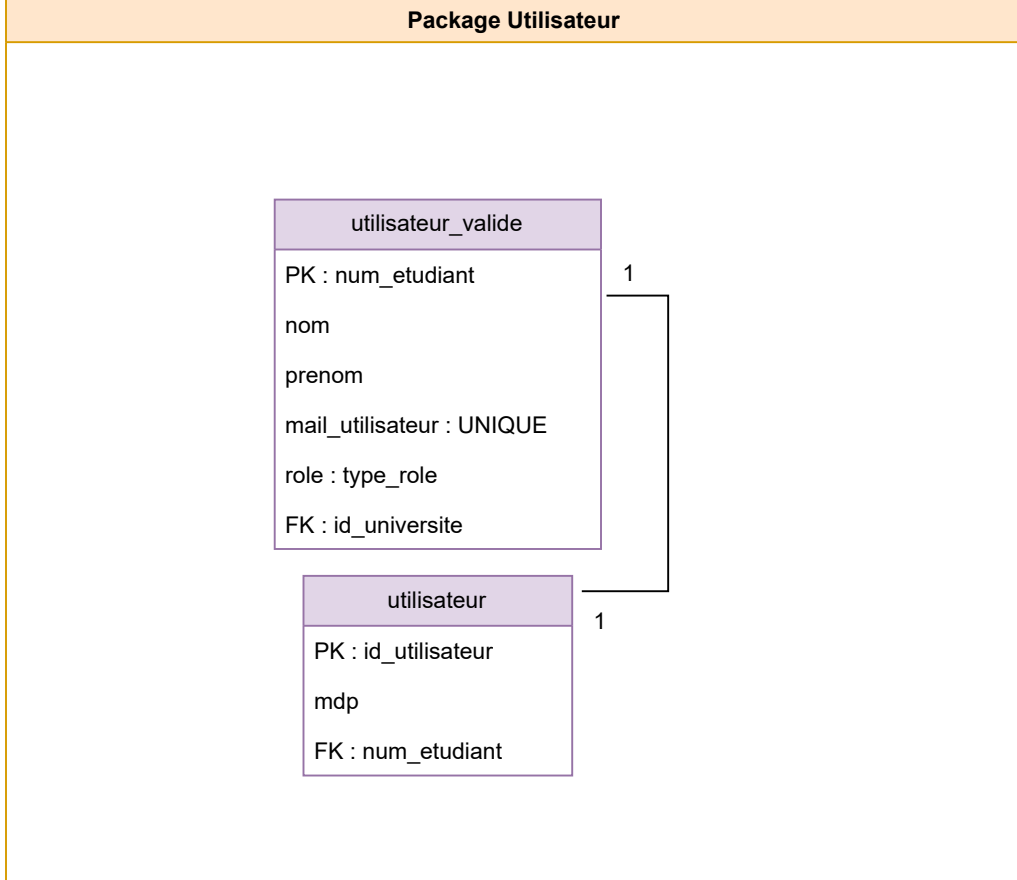 Package Utilisateur
utilisateur_valide
PK : num_etudiant
1
nom
prenom
mail_utilisateur : UNIQUE
role : type_role
FK : id_universite
utilisateur
1
PK : id_utilisateur
mdp
FK : num_etudiant